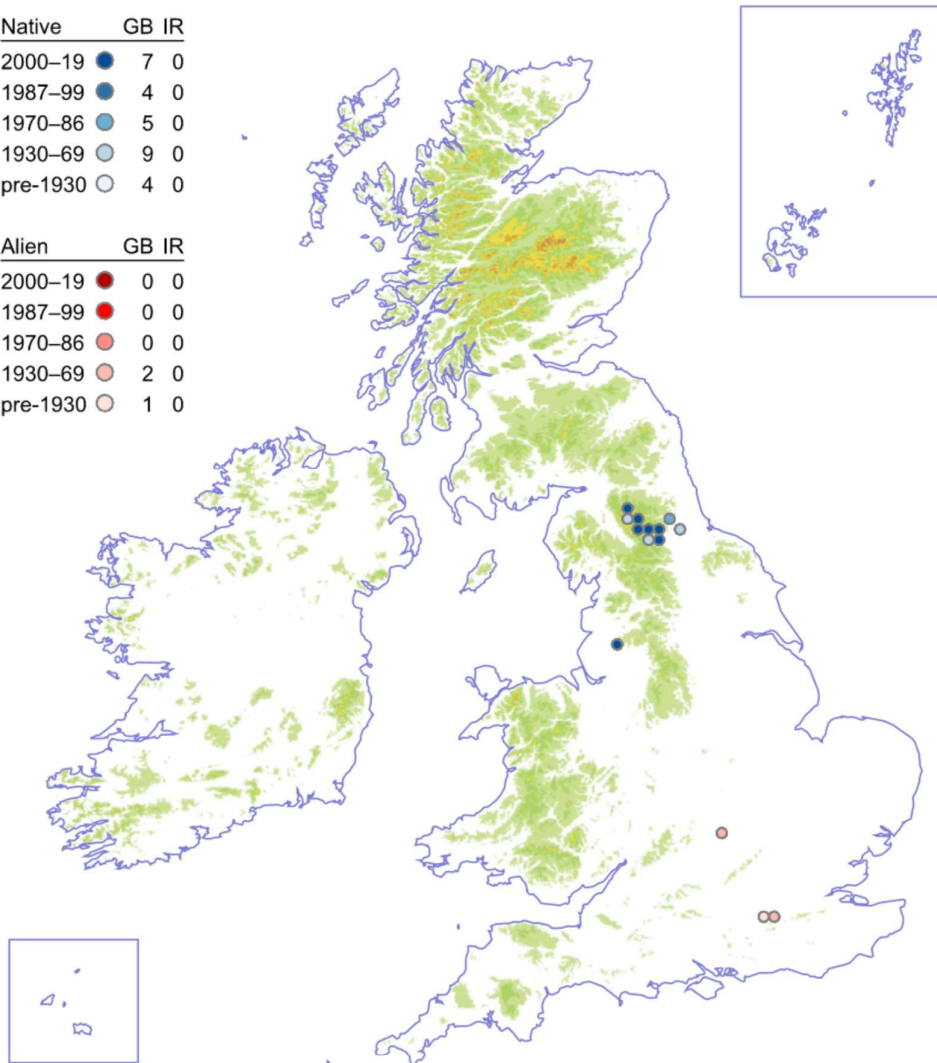 Native GB IR
2000–19 7 0
1987–99 4 0
1970–86 5 0
1930–69 9 0
pre-1930 4 0
Alien GB IR
2000–19 0 0
1987–99 0 0
1970–86 0 0
1930–69 2 0
pre-1930 1 0